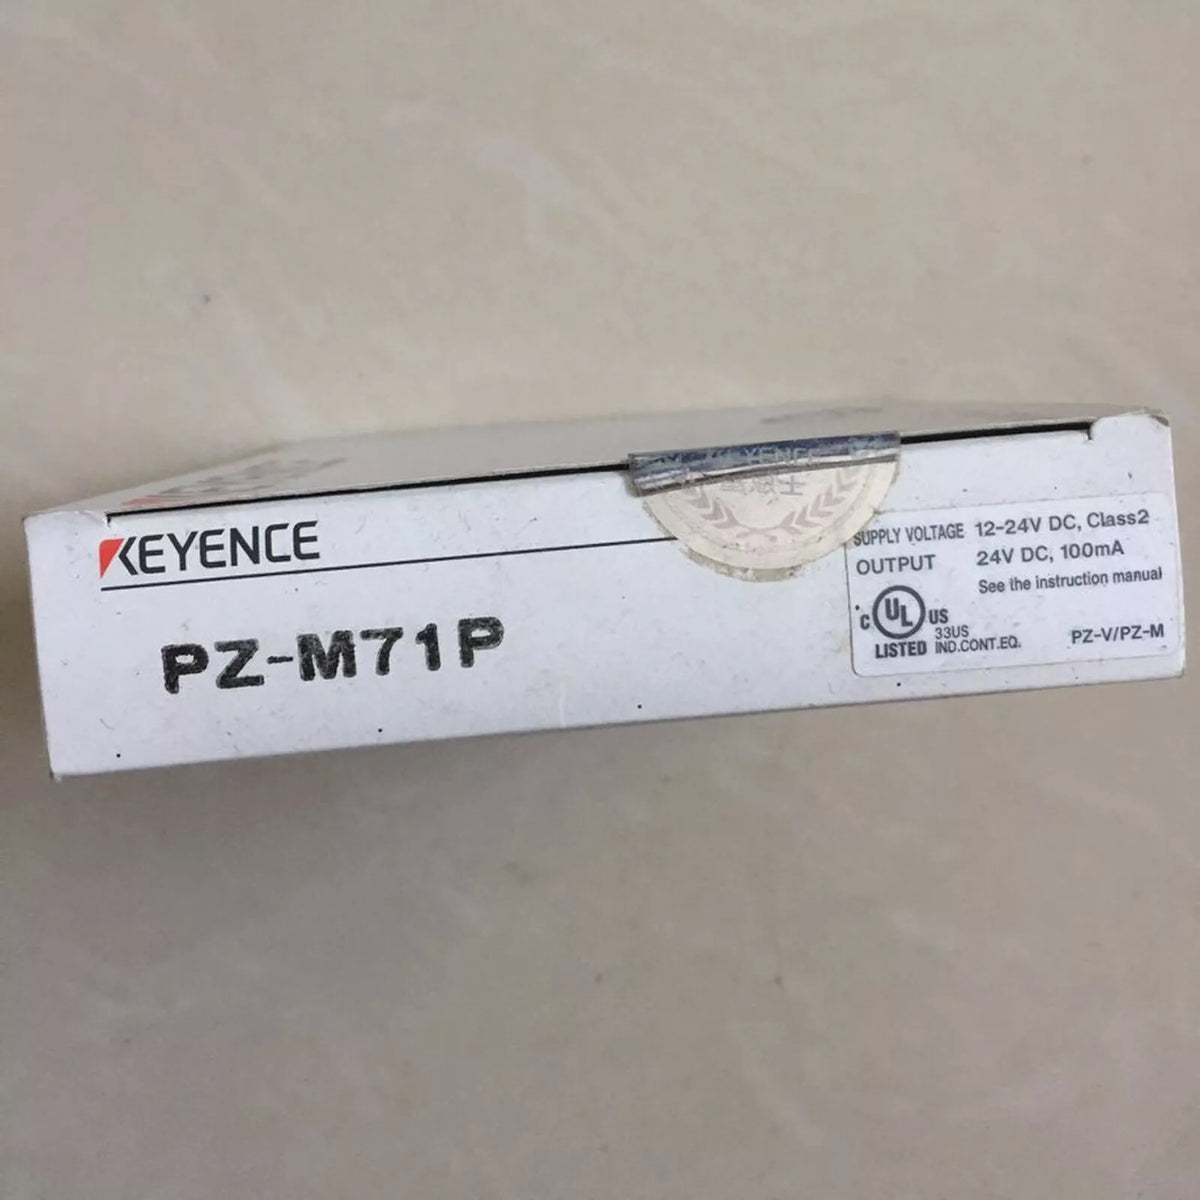 KEYENCE
KEYENCE
PZ-M71P
SUPPLY VOLTAGE 12-24V DC, Class2
OUTPUT 24V DC, 100mA
See the instruction manual
C UL US
33US
LISTED IND.CONT.EQ.
PZ-V/PZ-M